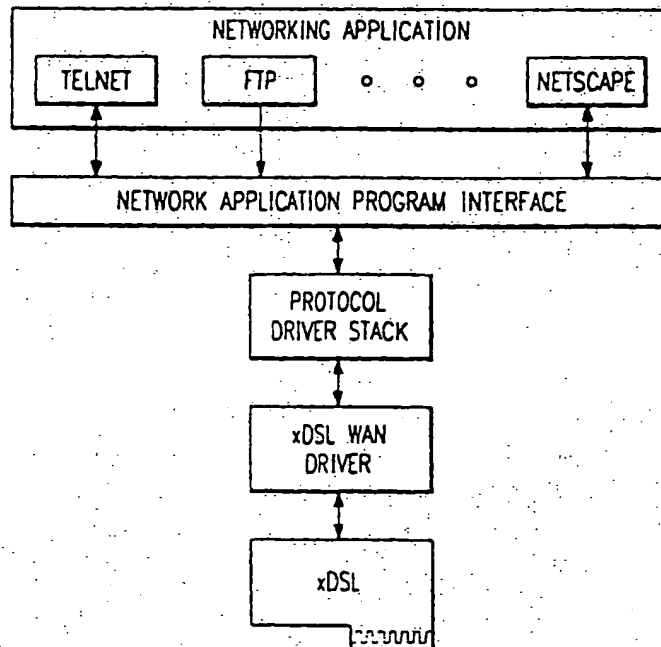 NETWORKING APPLICATION
TELNET
FTP
NETSCAPE
NETWORK APPLICATION PROGRAM INTERFACE
PROTOCOL
DRIVER STACK
xDSL WAN
DRIVER
xDSL